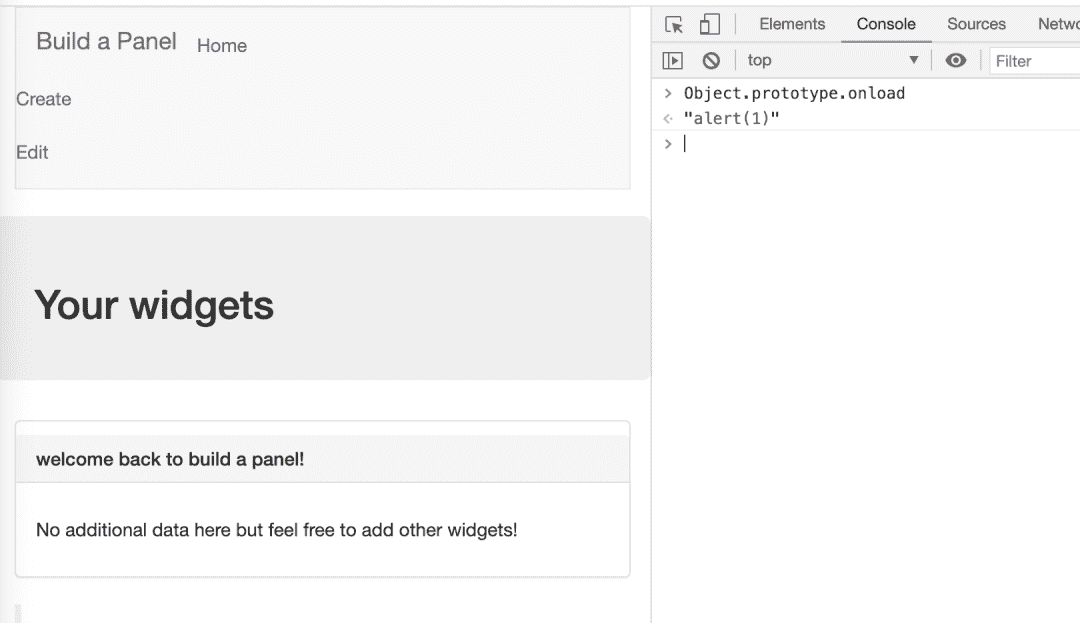 Build a Panel Home
Create
Edit
Your widgets
welcome back to build a panel!
No additional data here but feel free to add other widgets!
Elements Console Sources Netwo
top ▼ Filter
> Object.prototype.onload
<· "alert(1)"
>